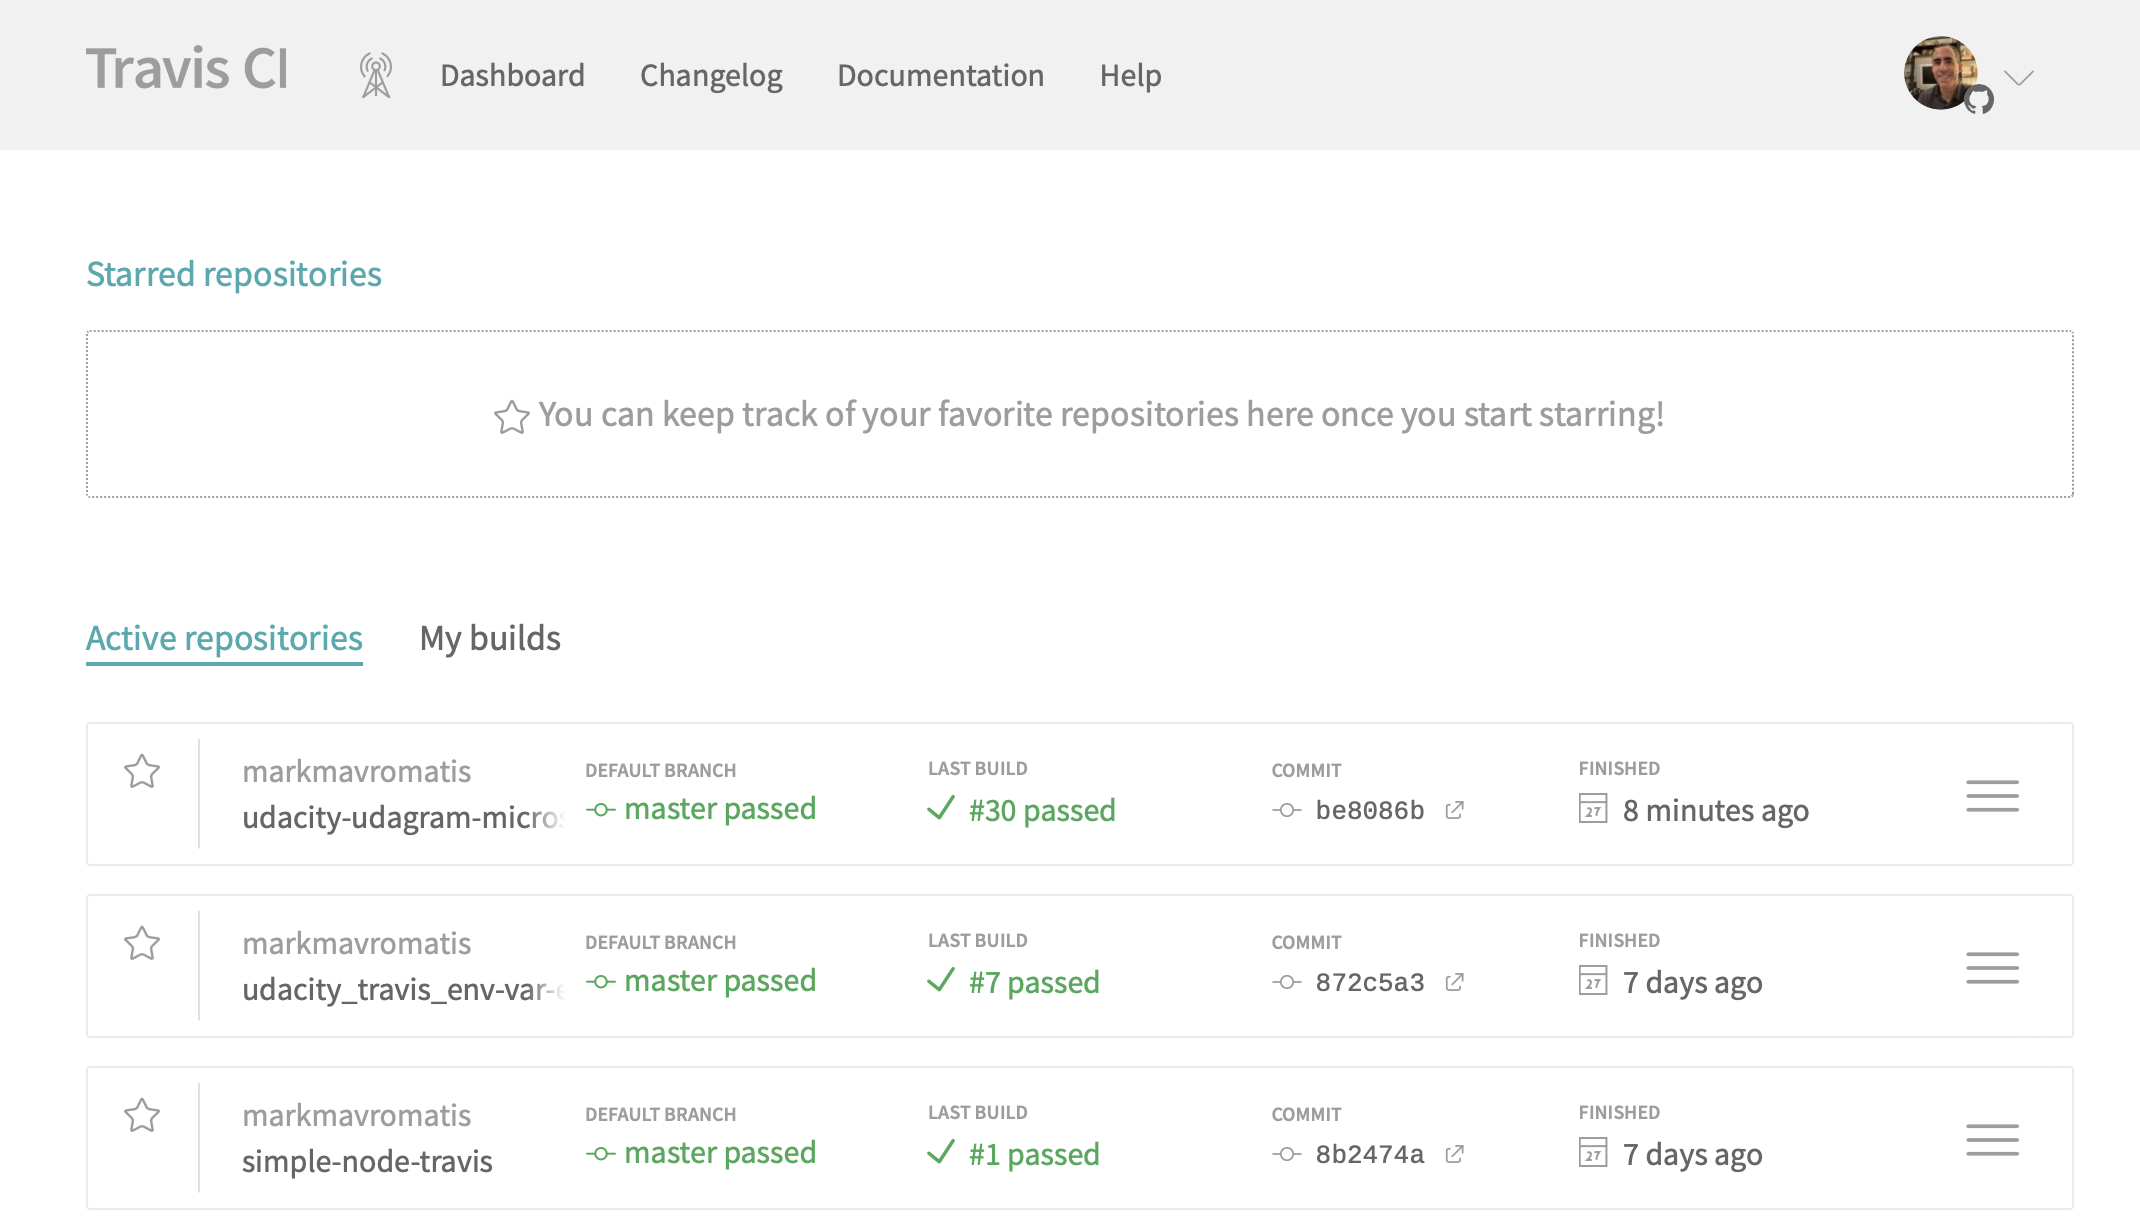 Travis CI Dashboard Changelog Documentation Help
Starred repositories
You can keep track of your favorite repositories here once you start starring!
Active repositories My builds
markmavromatis DEFAULT BRANCH LAST BUILD COMMIT FINISHED
udacity-udagram-micros master passed #30 passed be8086b 27 8 minutes ago
markmavromatis DEFAULT BRANCH LAST BUILD COMMIT FINISHED
udacity_travis_env-var-e master passed #7 passed 872c5a3 27 7 days ago
markmavromatis DEFAULT BRANCH LAST BUILD COMMIT FINISHED
simple-node-travis master passed #1 passed 8b2474a 27 7 days ago